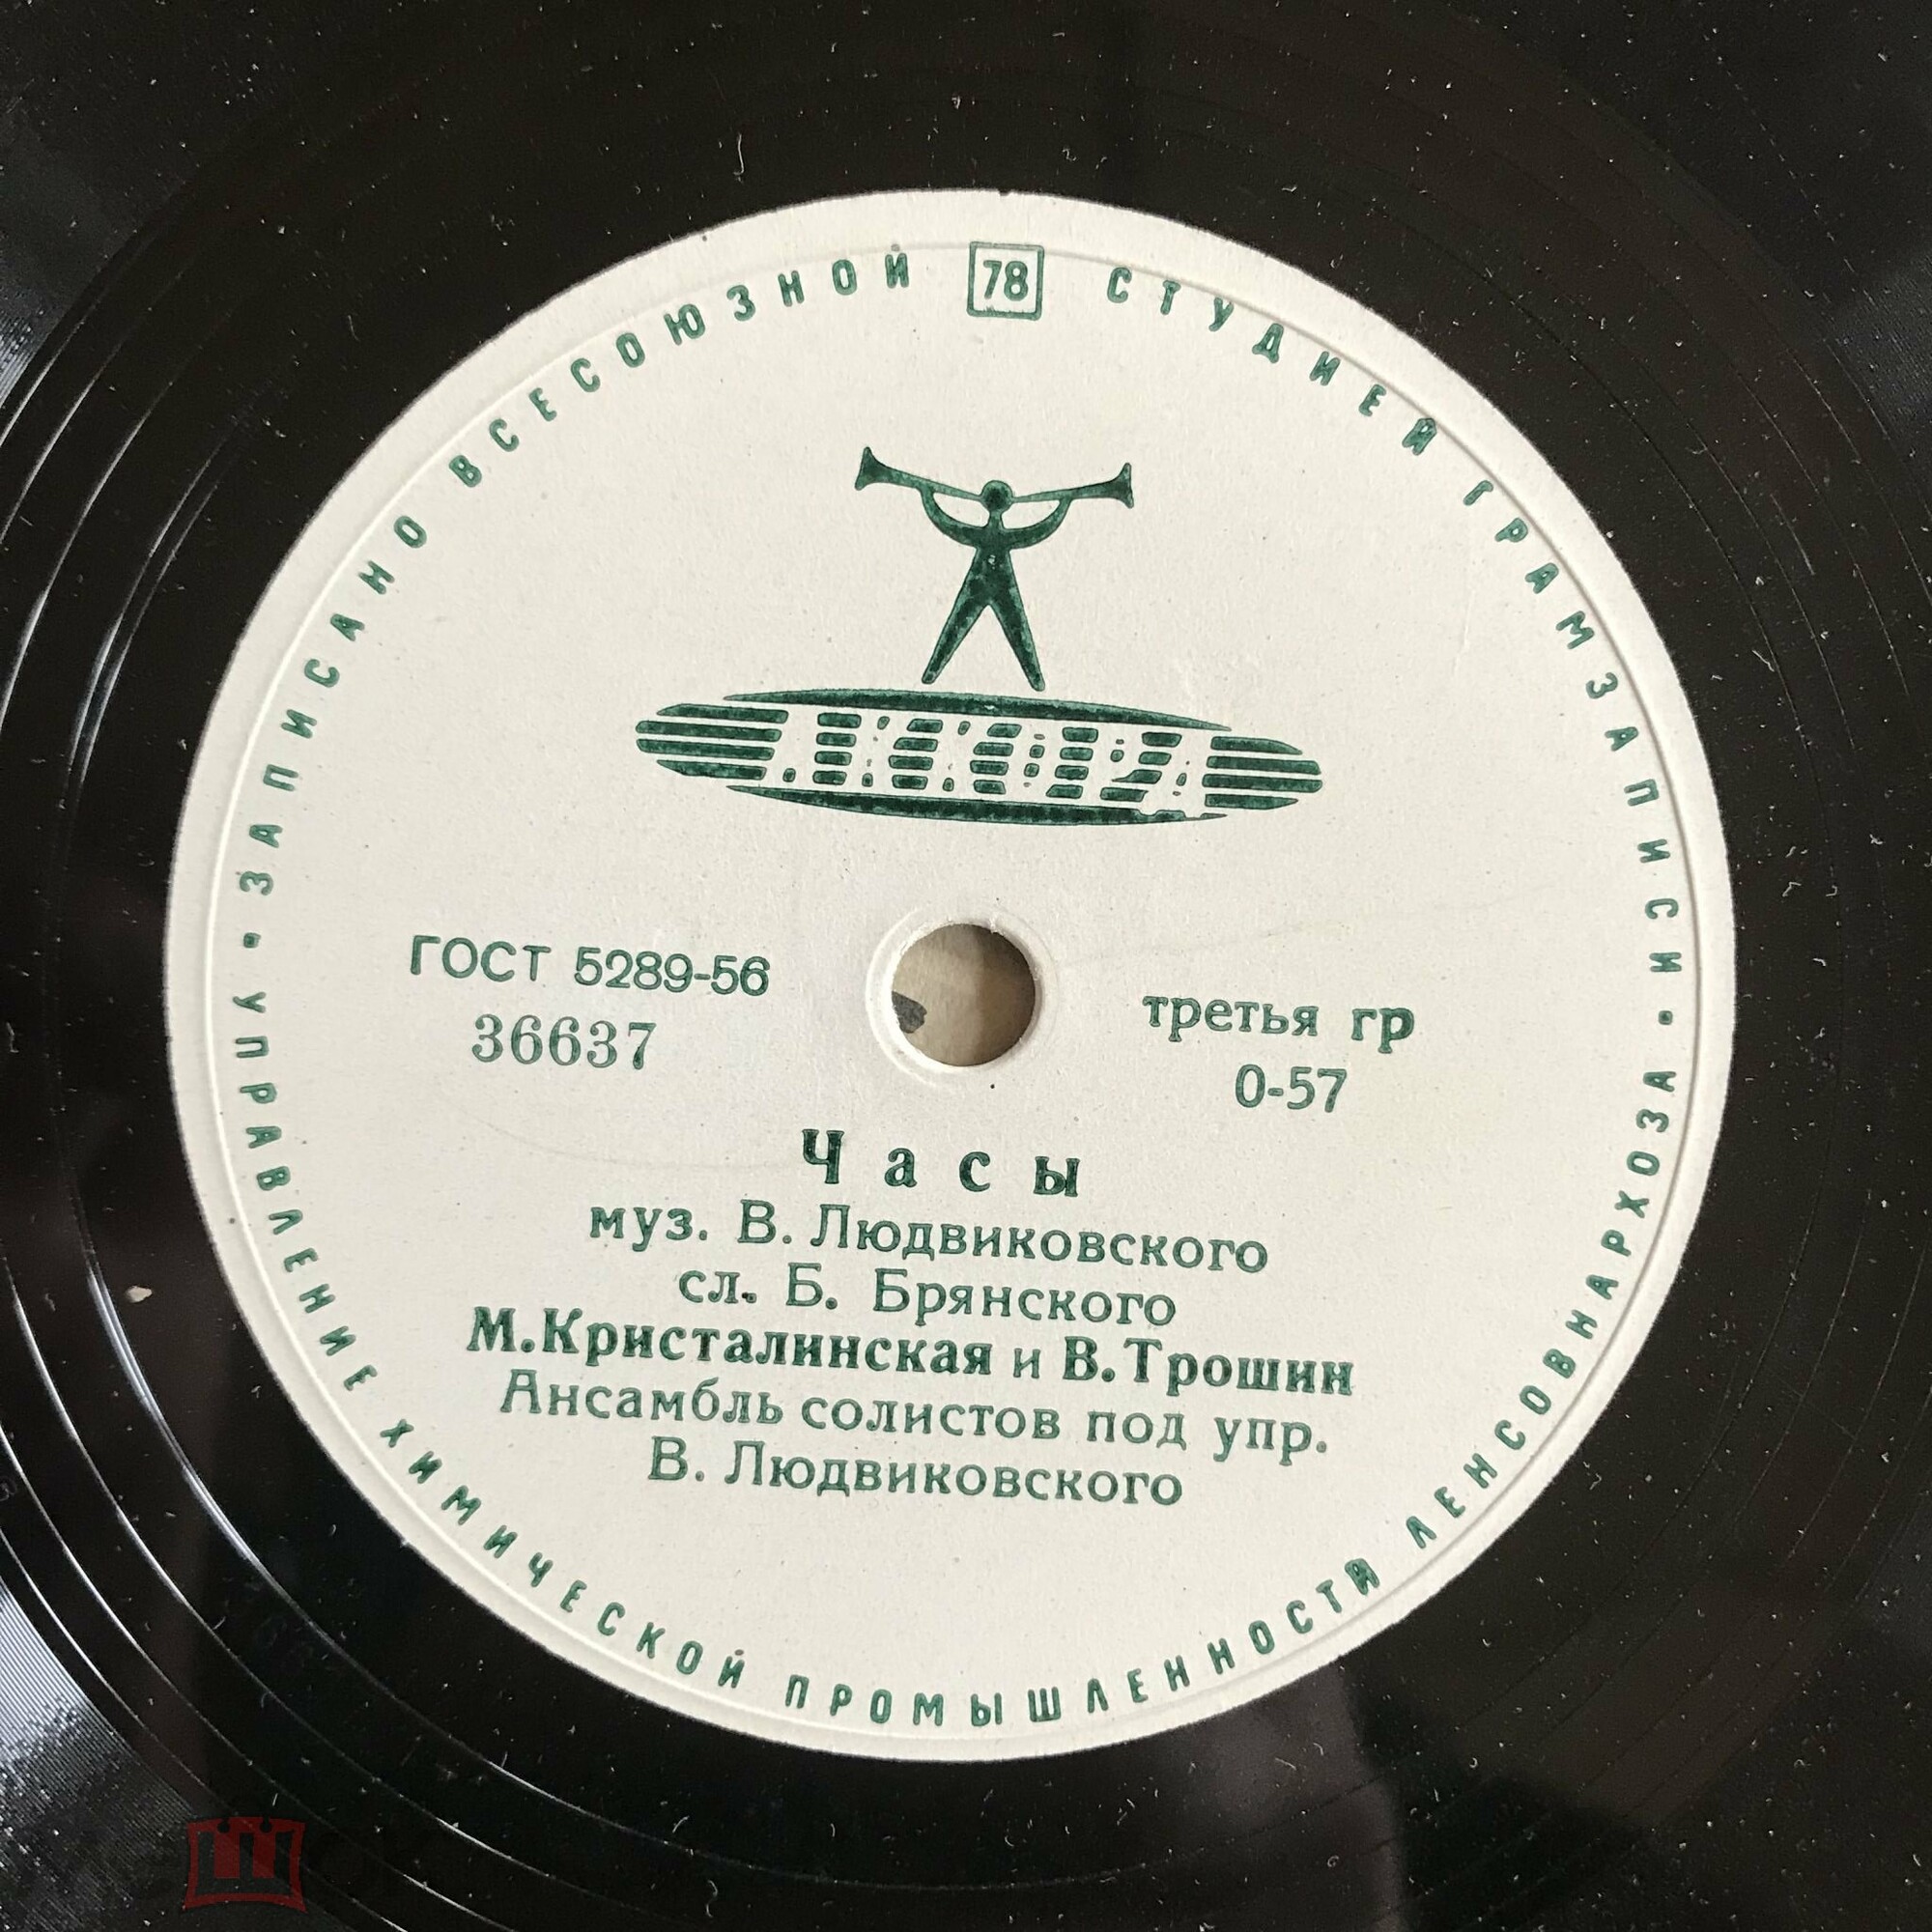 ЗАПИСАНО ВСЕСОЮЗНОЙ 78 СТУДИЕЙ ГРАМЗАПИСИ
АККОРД
ГОСТ 5289-56
36637
третья гр
0-57
Часы
муз. В. Людвиковского
сл. Б. Брянского
М.Кристалинская и В.Трошин
Ансамбль солистов под упр.
В. Людвиковского
• УПРАВЛЕНИЕ ХИМИЧЕСКОЙ ПРОМЫШЛЕННОСТИ ЛЕНСОВНАРХОЗА •